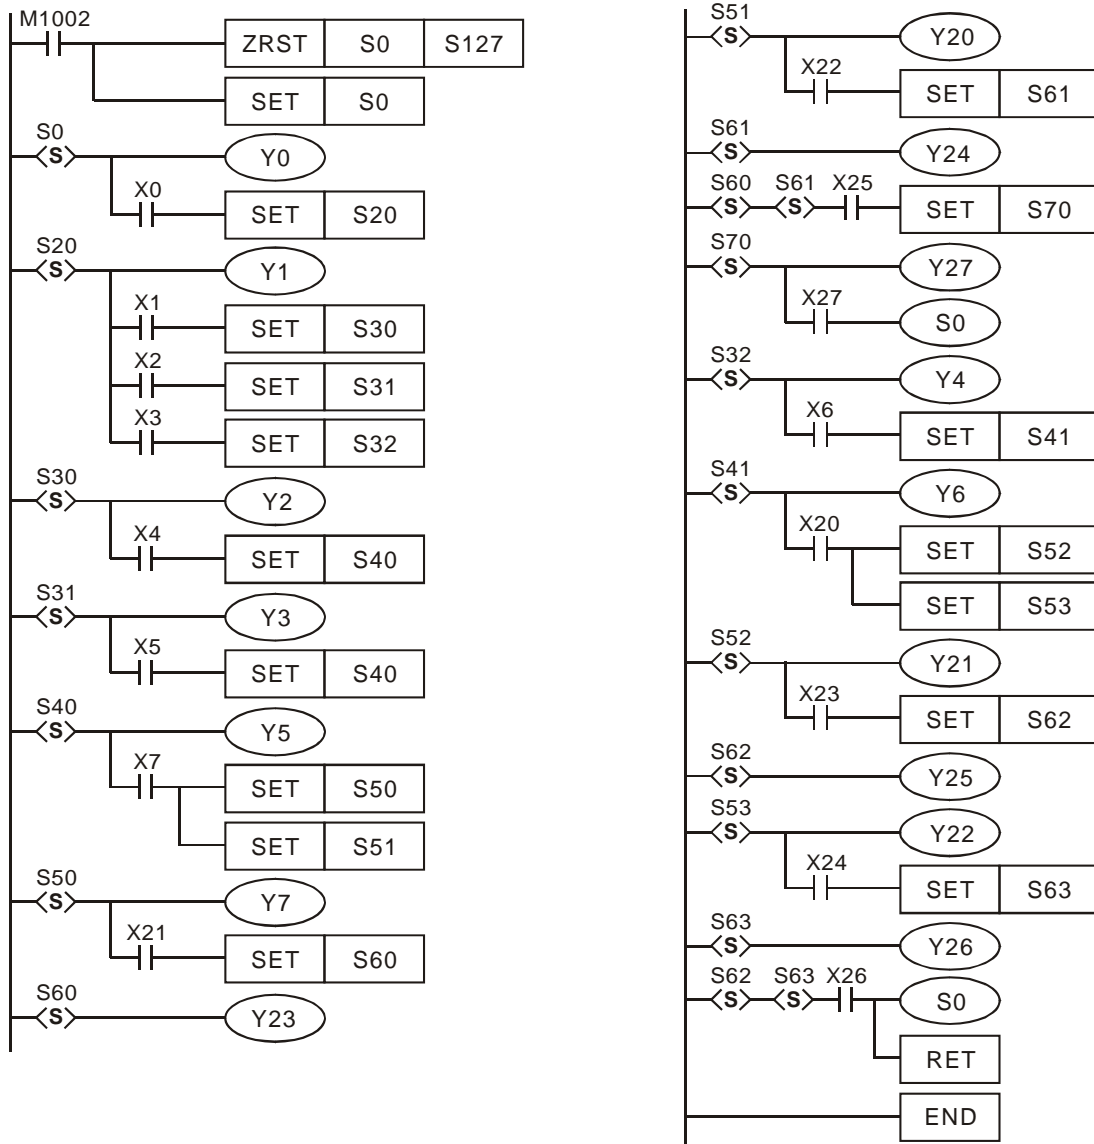 M1002
ZRST S0 S127
SET S0
S0
S Y0
X0
SET S20
S20
S Y1
X1
SET S30
X2
SET S31
X3
SET S32
S30
S Y2
X4
SET S40
S31
S Y3
X5
SET S40
S40
S Y5
X7
SET S50
SET S51
S50
S Y7
X21
SET S60
S60
S Y23
S51
S Y20
X22
SET S61
S61
S Y24
S60 S61 X25
S S SET S70
S70
S Y27
X27
S0
S32
S Y4
X6
SET S41
S41
S Y6
X20
SET S52
SET S53
S52
S Y21
X23
SET S62
S62
S Y25
S53
S Y22
X24
SET S63
S63
S Y26
S62 S63 X26
S S S0
RET
END